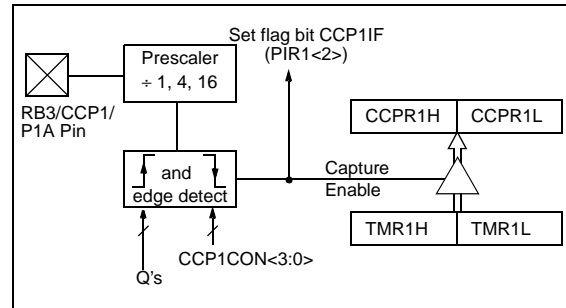 Set flag bit CCP1IF
(PIR1<2>)
Prescaler
÷ 1, 4, 16
RB3/CCP1/
P1A Pin
CCPR1H
CCPR1L
and
edge detect
Capture
Enable
TMR1H
TMR1L
CCP1CON<3:0>
Q's